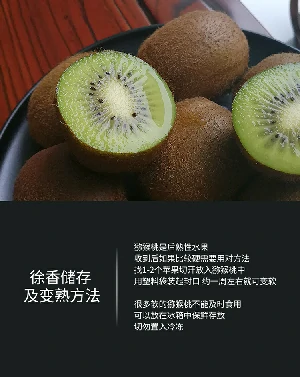 徐香储存
及变熟方法
猕猴桃是后熟性水果
收到后如果比较硬需要用对方法
找1-2个苹果切开放入猕猴桃中
用塑料袋装起封口 约一周左右就可变软
很多软的猕猴桃不能及时食用
可以放在冰箱中保鲜存放
切勿置入冷冻